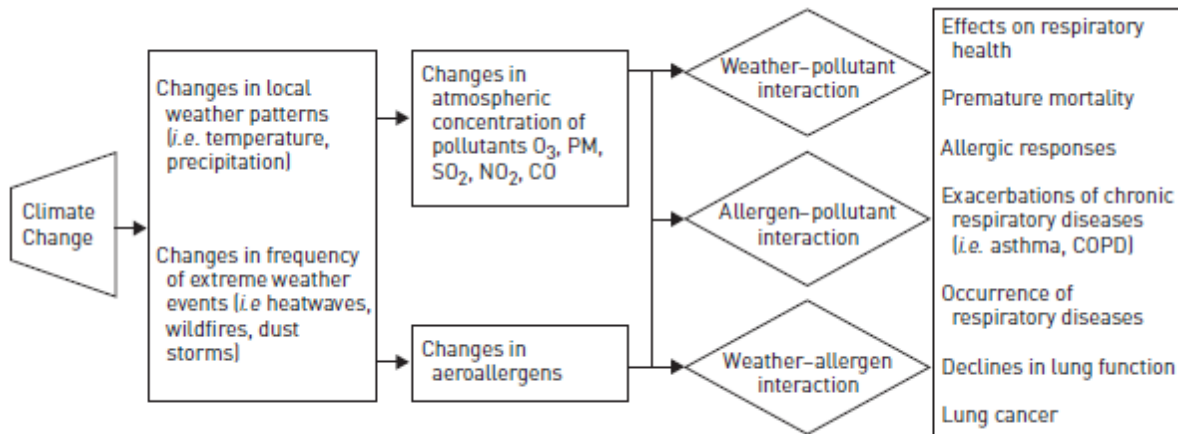 Climate
Change
Changes in local
weather patterns
(i.e. temperature,
precipitation)
Changes in frequency
of extreme weather
events (i.e heatwaves,
wildfires, dust
storms)
Changes in
atmospheric
concentration of
pollutants O₃, PM,
SO₂, NO₂, CO
Changes in
aeroallergens
Weather–pollutant
interaction
Allergen–pollutant
interaction
Weather–allergen
interaction
Effects on respiratory
health
Premature mortality
Allergic responses
Exacerbations of chronic
respiratory diseases
(i.e. asthma, COPD)
Occurrence of
respiratory diseases
Declines in lung function
Lung cancer